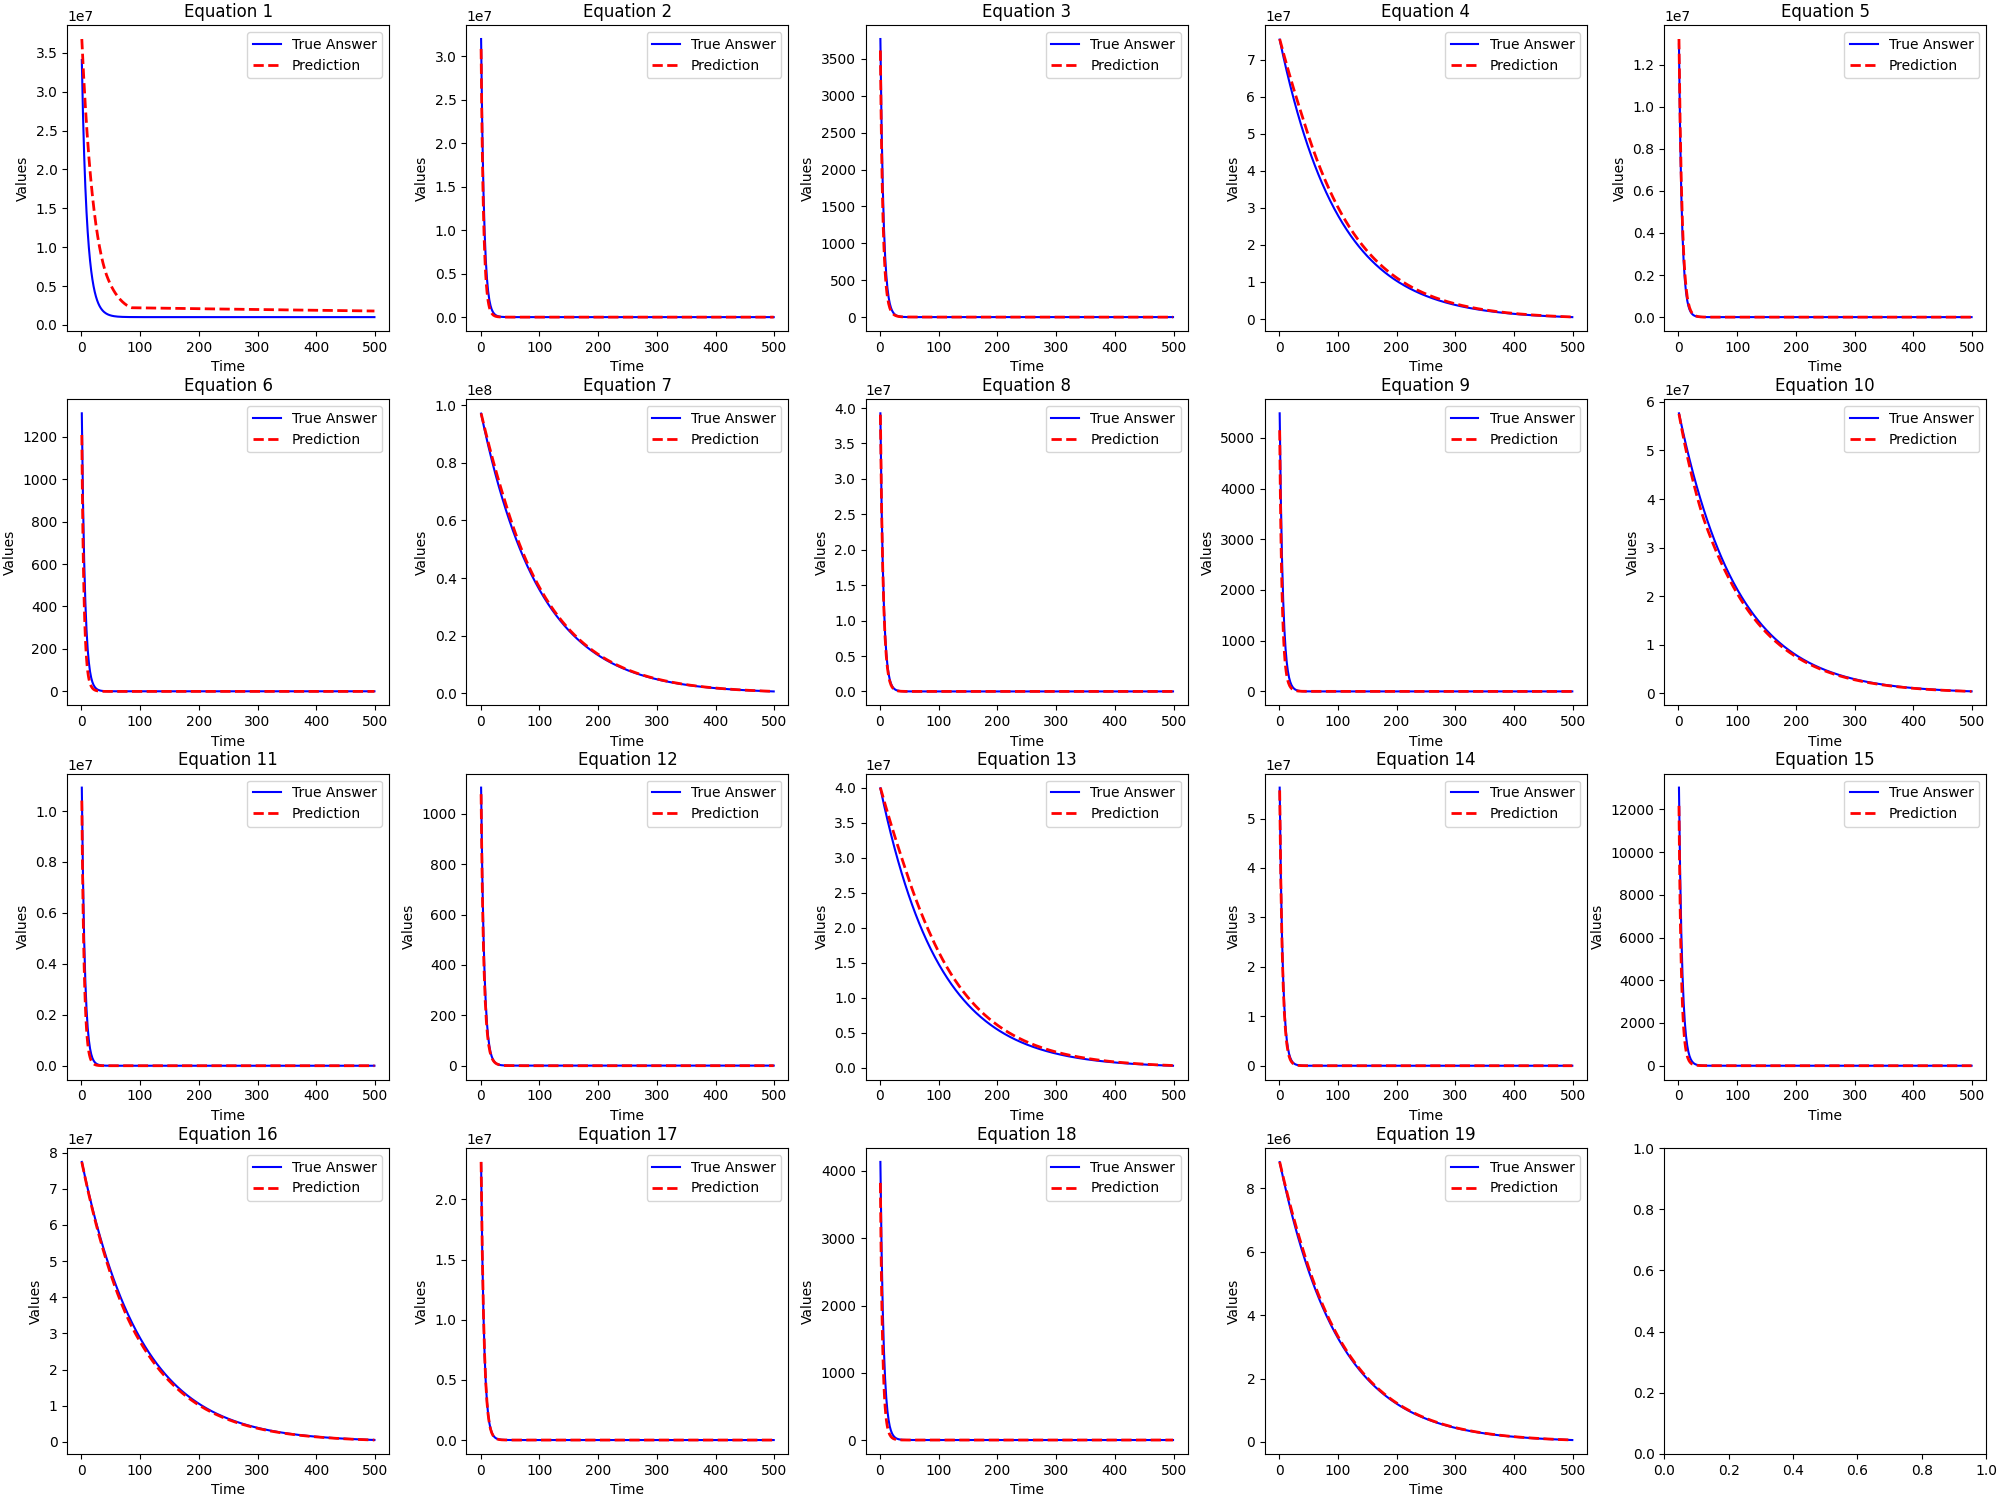 Equation 1
1e7
True Answer
Prediction
3.5
3.0
2.5
2.0
1.5
1.0
0.5
0.0
Values
0 100 200 300 400 500
Time
Equation 2
1e7
True Answer
Prediction
3.0
2.5
2.0
1.5
1.0
0.5
0.0
Values
0 100 200 300 400 500
Time
Equation 3
True Answer
Prediction
3500
3000
2500
2000
1500
1000
500
0
Values
0 100 200 300 400 500
Time
Equation 4
1e7
True Answer
Prediction
7
6
5
4
3
2
1
0
Values
0 100 200 300 400 500
Time
Equation 5
1e7
True Answer
Prediction
1.2
1.0
0.8
0.6
0.4
0.2
0.0
Values
0 100 200 300 400 500
Time
Equation 6
True Answer
Prediction
1200
1000
800
600
400
200
0
Values
0 100 200 300 400 500
Time
Equation 7
1e8
True Answer
Prediction
1.0
0.8
0.6
0.4
0.2
0.0
Values
0 100 200 300 400 500
Time
Equation 8
1e7
True Answer
Prediction
4.0
3.5
3.0
2.5
2.0
1.5
1.0
0.5
0.0
Values
0 100 200 300 400 500
Time
Equation 9
True Answer
Prediction
5000
4000
3000
2000
1000
0
Values
0 100 200 300 400 500
Time
Equation 10
1e7
True Answer
Prediction
6
5
4
3
2
1
0
Values
0 100 200 300 400 500
Time
Equation 11
1e7
True Answer
Prediction
1.0
0.8
0.6
0.4
0.2
0.0
Values
0 100 200 300 400 500
Time
Equation 12
True Answer
Prediction
1000
800
600
400
200
0
Values
0 100 200 300 400 500
Time
Equation 13
1e7
True Answer
Prediction
4.0
3.5
3.0
2.5
2.0
1.5
1.0
0.5
0.0
Values
0 100 200 300 400 500
Time
Equation 14
1e7
True Answer
Prediction
5
4
3
2
1
0
Values
0 100 200 300 400 500
Time
Equation 15
True Answer
Prediction
12000
10000
8000
6000
4000
2000
0
Values
0 100 200 300 400 500
Time
Equation 16
1e7
True Answer
Prediction
8
7
6
5
4
3
2
1
0
Values
0 100 200 300 400 500
Time
Equation 17
1e7
True Answer
Prediction
2.0
1.5
1.0
0.5
0.0
Values
0 100 200 300 400 500
Time
Equation 18
True Answer
Prediction
4000
3000
2000
1000
0
Values
0 100 200 300 400 500
Time
Equation 19
1e6
True Answer
Prediction
8
6
4
2
0
Values
0 100 200 300 400 500
Time
1.0
0.8
0.6
0.4
0.2
0.0
0.0 0.2 0.4 0.6 0.8 1.0